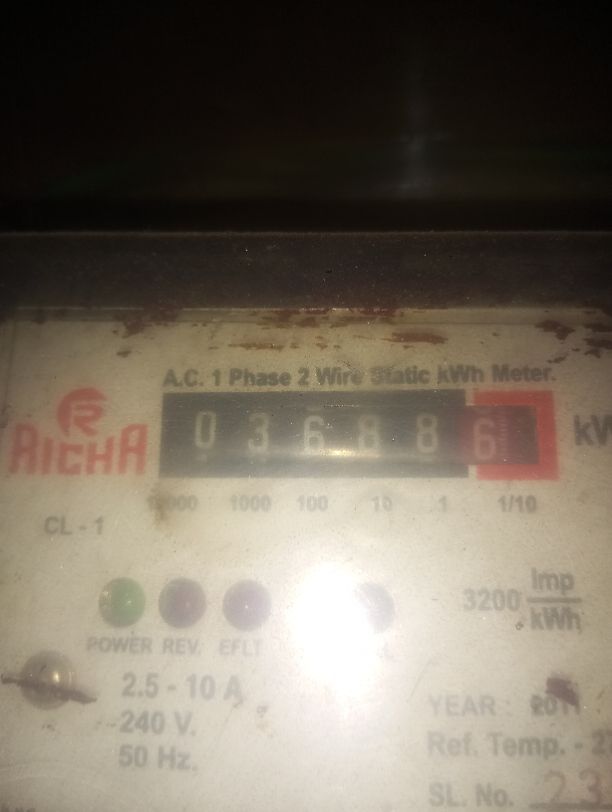 A.C. 1 Phase 2 Wire Static kWh Meter.
R
RICHA
0 3 6 8 8 6
1000 100 10 1 1/10
CL - 1
3200 Imp/kWh
POWER REV. EFLT
2.5 - 10 A
240 V.
50 Hz.
YEAR :
Ref. Temp. - 
SL. No. 23